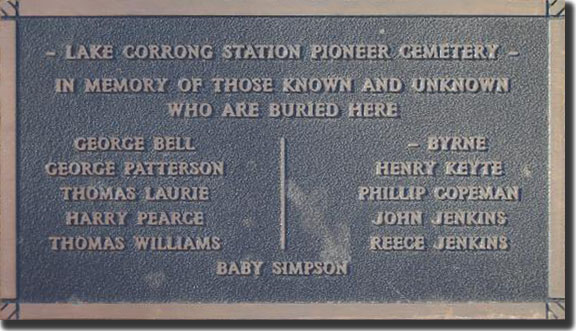 – LAKE CORRONG STATION PIONEER CEMETERY –
IN MEMORY OF THOSE KNOWN AND UNKNOWN
WHO ARE BURIED HERE
GEORGE BELL
GEORGE PATTERSON
THOMAS LAURIE
HARRY PEARCE
THOMAS WILLIAMS
– BYRNE
HENRY KEYTE
PHILLIP COPEMAN
JOHN JENKINS
REECE JENKINS
BABY SIMPSON